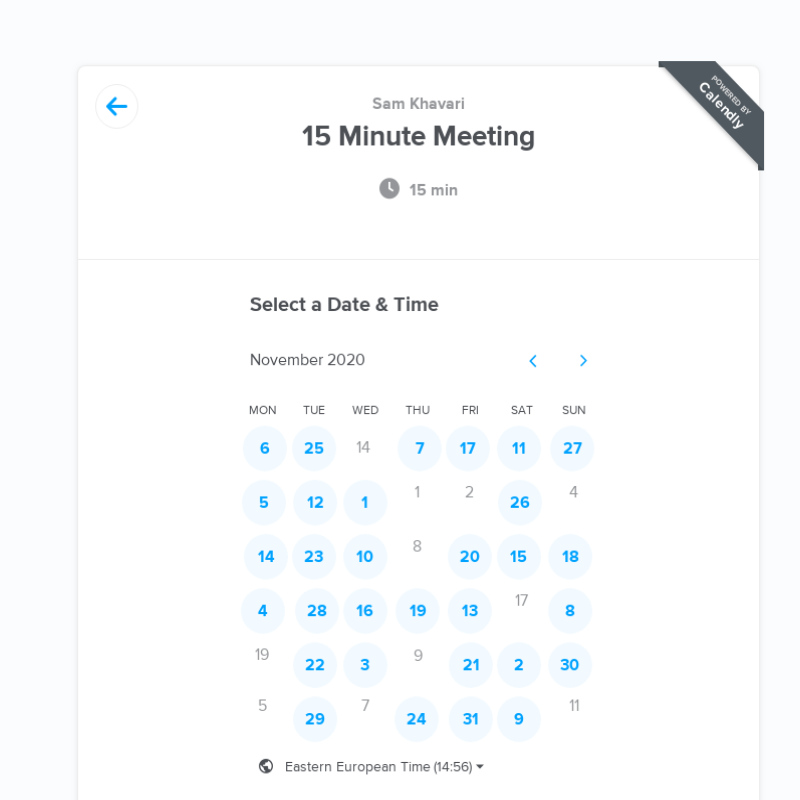 POWERED BY
Calendly
Sam Khavari
15 Minute Meeting
15 min
Select a Date & Time
November 2020
MON TUE WED THU FRI SAT SUN
6 25 14 7 17 11 27
5 12 1 1 2 26 4
14 23 10 8 20 15 18
4 28 16 19 13 17 8
19 22 3 9 21 2 30
5 29 7 24 31 9 11
Eastern European Time (14:56)